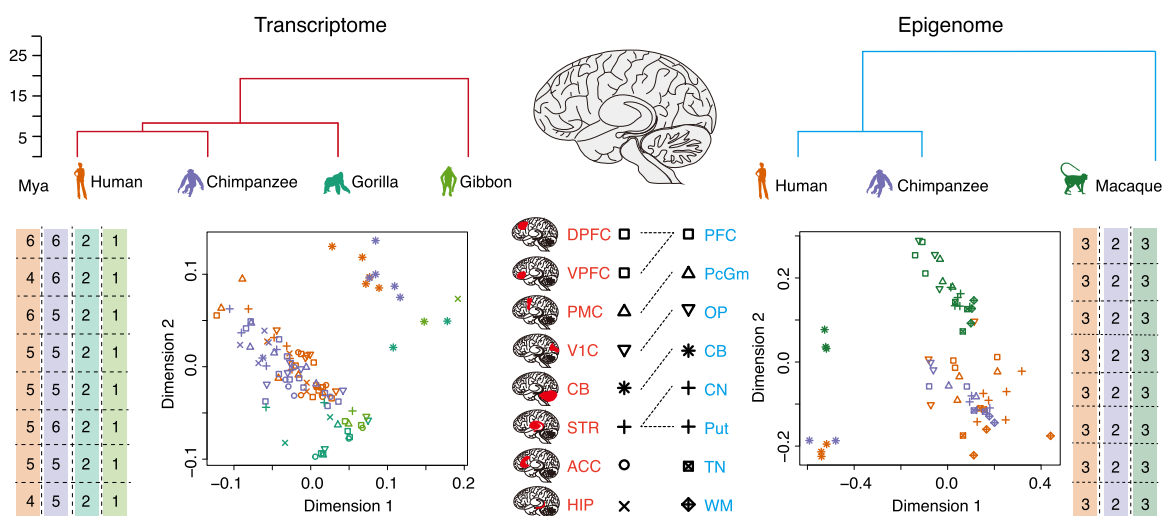 Transcriptome
Epigenome
25
15
5
Mya
Human
Chimpanzee
Gorilla
Gibbon
Human
Chimpanzee
Macaque
6 6 2 1
4 6 2 1
6 5 2 1
5 5 2 1
5 5 2 1
5 6 2 1
5 5 2 1
4 5 2 1
Dimension 2
0.1
0.0
−0.1
−0.1 0.0 0.1 0.2
Dimension 1
DPFC PFC
VPFC PcGm
PMC OP
V1C CB
CB CN
STR Put
ACC TN
HIP WM
Dimension 2
0.2
0.0
−0.2
−0.4 0.0 0.4
Dimension 1
3 2 3
3 2 3
3 2 3
3 2 3
3 2 3
3 2 3
3 2 3
3 2 3